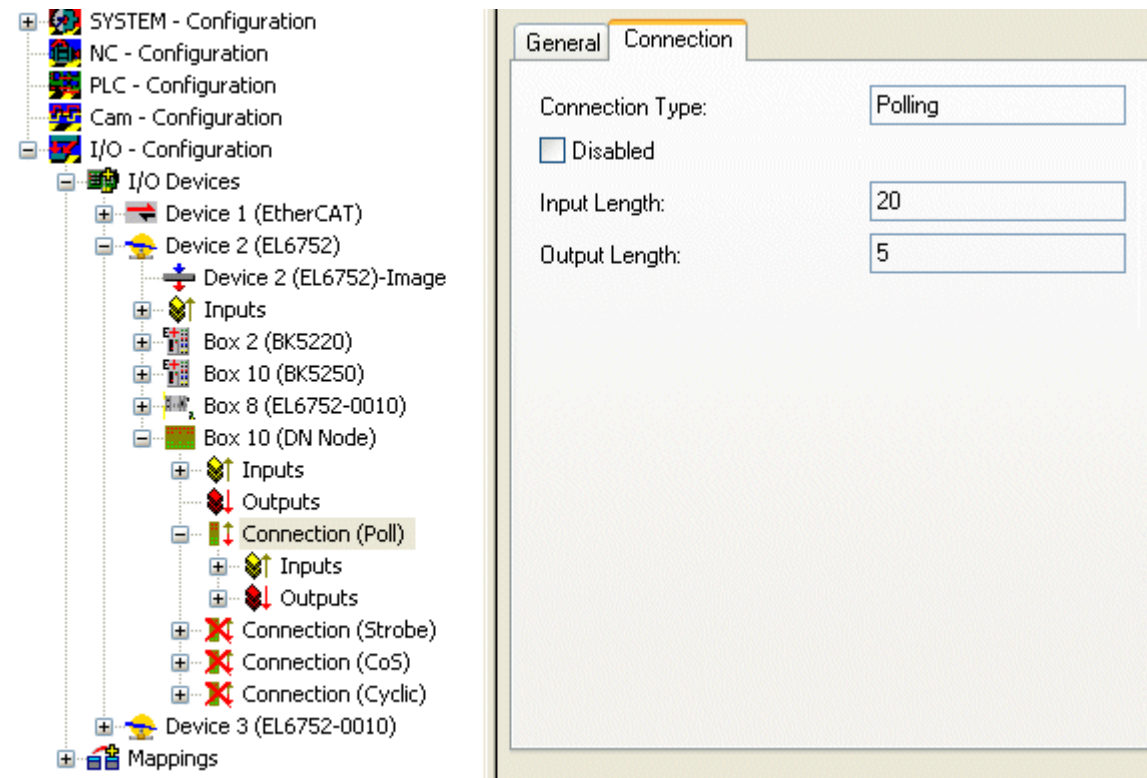 SYSTEM - Configuration
NC - Configuration
PLC - Configuration
Cam - Configuration
I/O - Configuration
I/O Devices
Device 1 (EtherCAT)
Device 2 (EL6752)
Device 2 (EL6752)-Image
Inputs
Box 2 (BK5220)
Box 10 (BK5250)
Box 8 (EL6752-0010)
Box 10 (DN Node)
Inputs
Outputs
Connection (Poll)
Inputs
Outputs
Connection (Strobe)
Connection (CoS)
Connection (Cyclic)
Device 3 (EL6752-0010)
Mappings
General Connection
Connection Type: Polling
Disabled
Input Length: 20
Output Length: 5